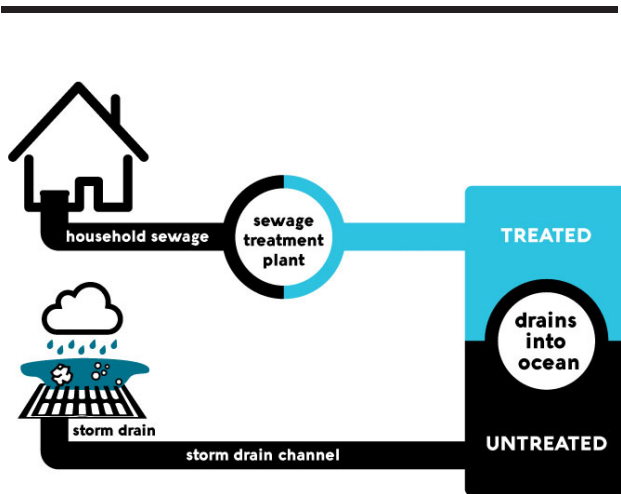 household sewage
sewage
treatment
plant
TREATED
drains
into
ocean
storm drain
storm drain channel
UNTREATED